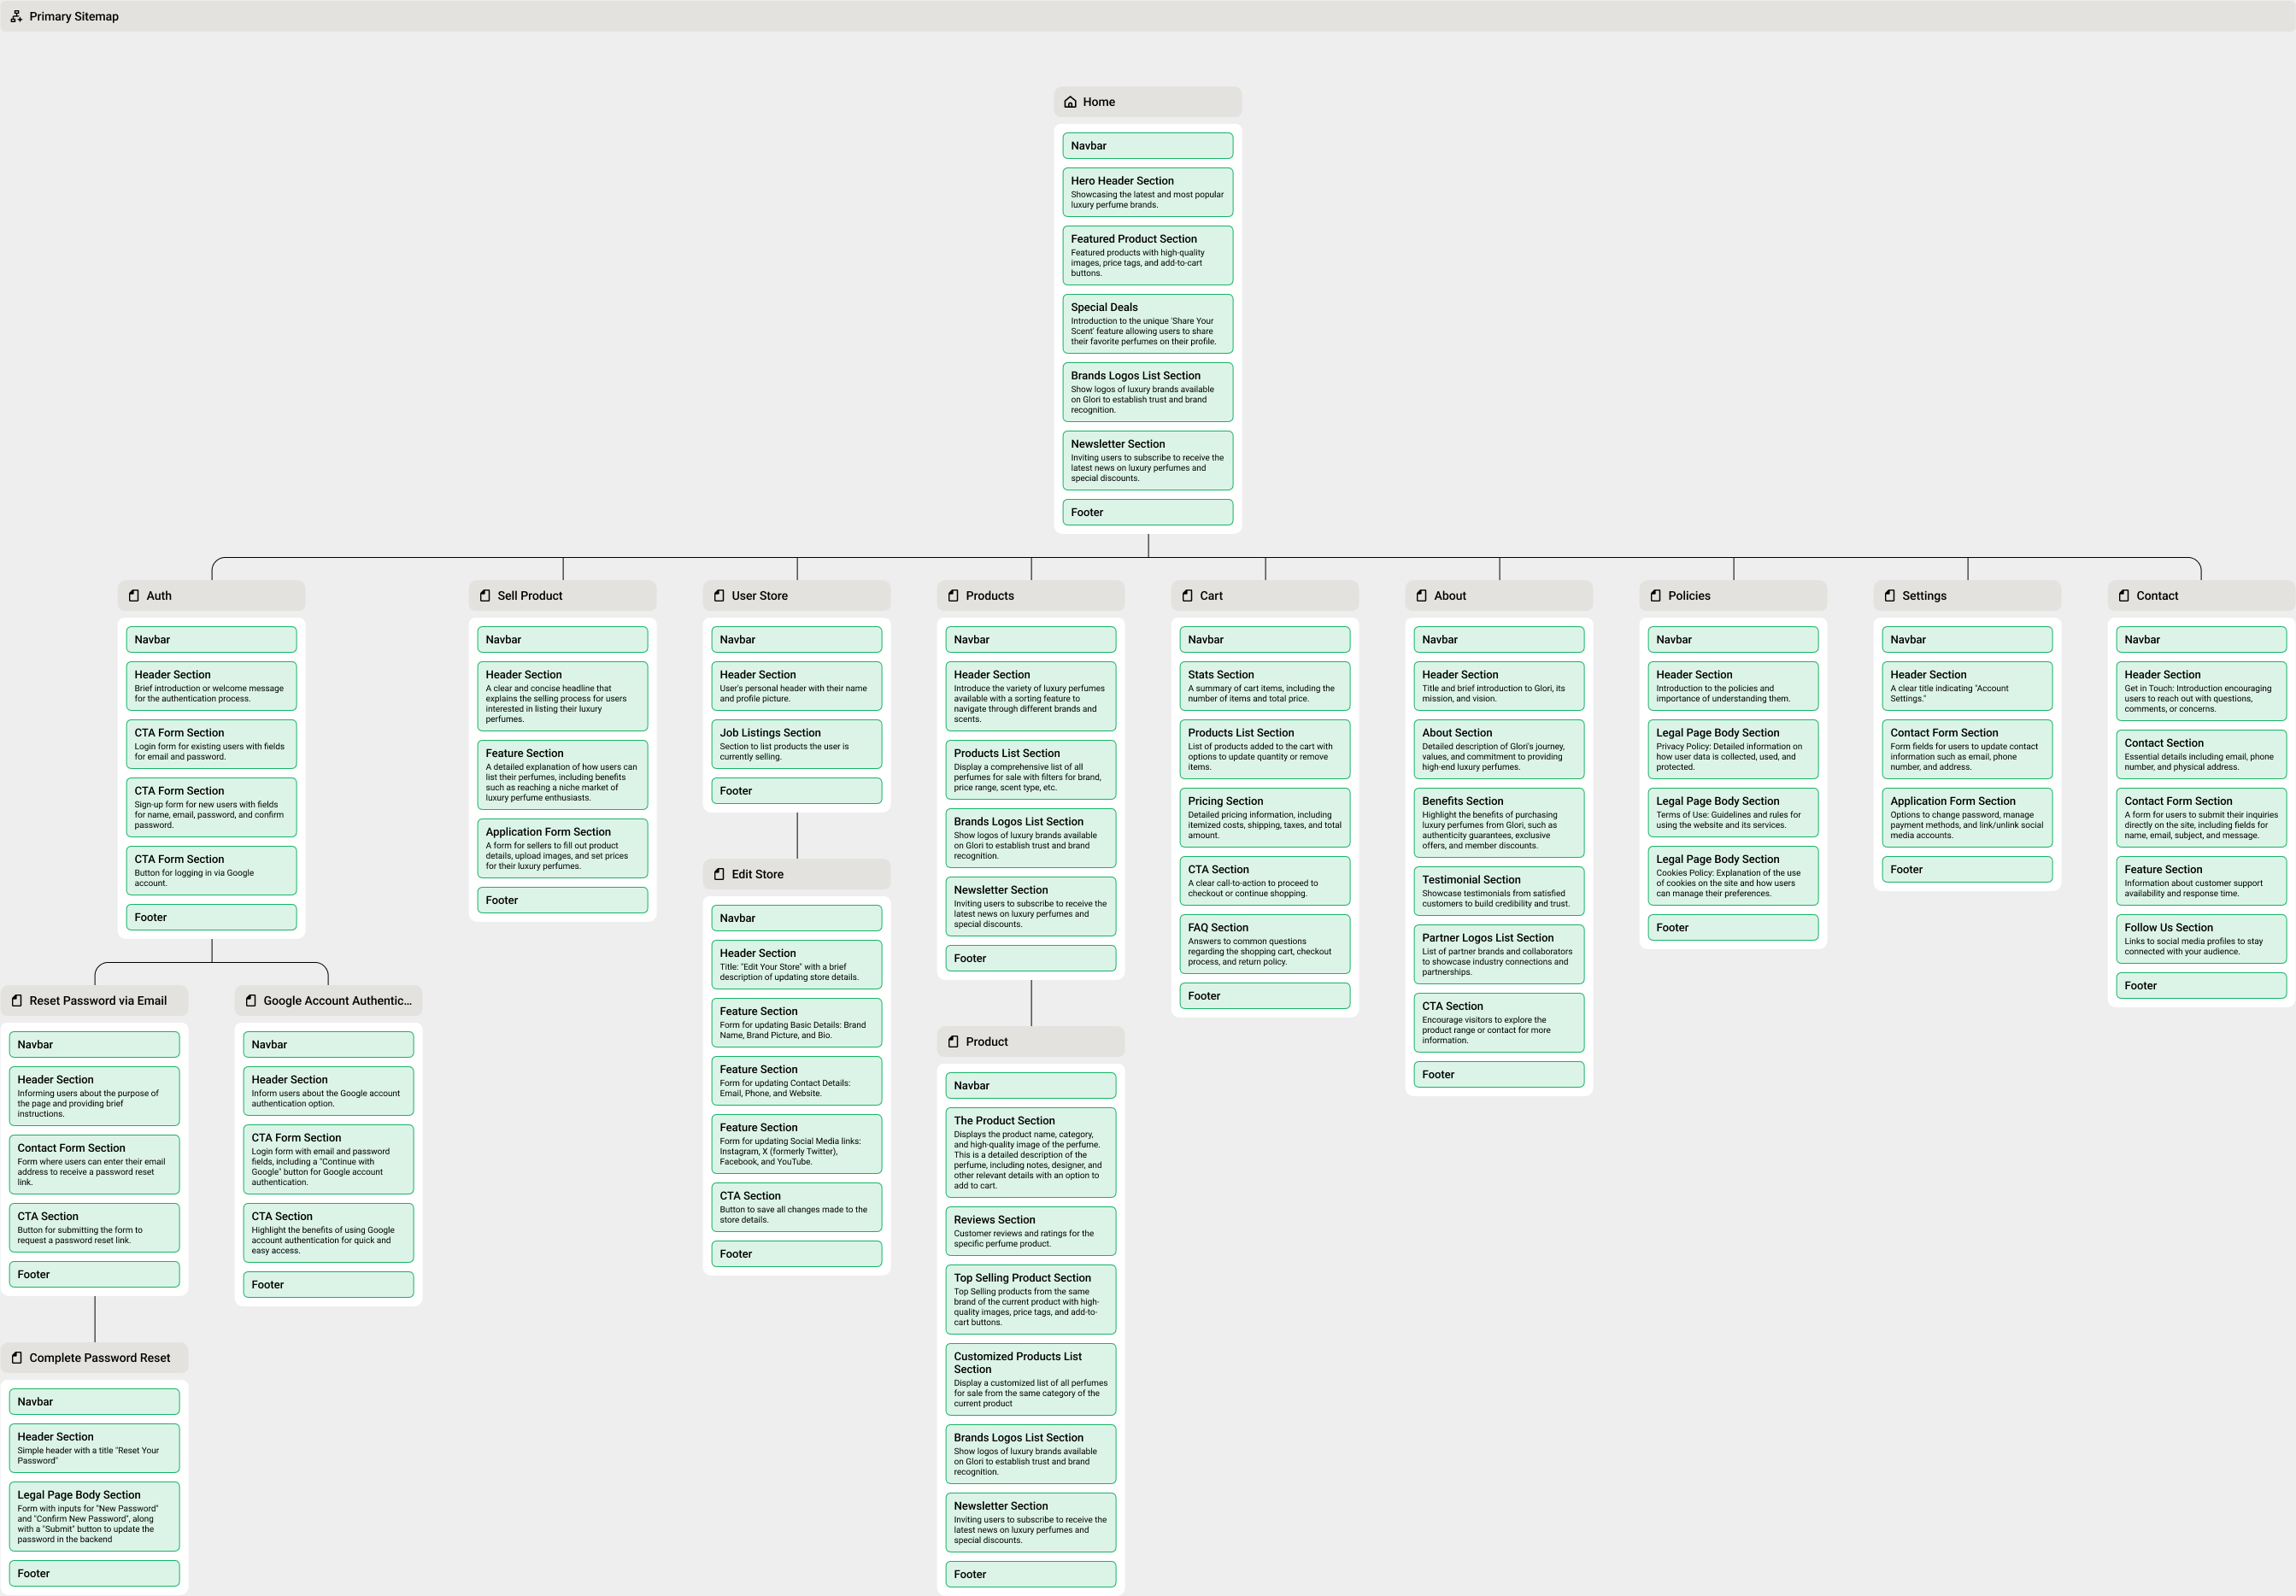 Primary Sitemap
Home
Navbar
Hero Header Section
Showcasing the latest and most popular
luxury perfume brands.
Featured Product Section
Featured products with high-quality
images, price tags, and add-to-cart
buttons.
Special Deals
Introduction to the unique 'Share Your
Scent' feature allowing users to share
their favorite perfumes on their profile.
Brands Logos List Section
Show logos of luxury brands available
on Glori to establish trust and brand
recognition.
Newsletter Section
Inviting users to subscribe to receive the
latest news on luxury perfumes and
special discounts.
Footer
Auth
Navbar
Header Section
Brief introduction or welcome message
for the authentication process.
CTA Form Section
Login form for existing users with fields
for email and password.
CTA Form Section
Sign-up form for new users with fields
for name, email, password, and confirm
password.
CTA Form Section
Button for logging in via Google
account.
Footer
Reset Password via Email
Navbar
Header Section
Informing users about the purpose of
the page and providing brief
instructions.
Contact Form Section
Form where users can enter their email
address to receive a password reset
link.
CTA Section
Button for submitting the form to
request a password reset link.
Footer
Complete Password Reset
Navbar
Header Section
Simple header with a title "Reset Your
Password"
Legal Page Body Section
Form with inputs for "New Password"
and "Confirm New Password", along
with a "Submit" button to update the
password in the backend
Footer
Google Account Authentic...
Navbar
Header Section
Inform users about the Google account
authentication option.
CTA Form Section
Login form with email and password
fields, including a "Continue with
Google" button for Google account
authentication.
CTA Section
Highlight the benefits of using Google
account authentication for quick and
easy access.
Footer
Sell Product
Navbar
Header Section
A clear and concise headline that
explains the selling process for users
interested in listing their luxury
perfumes.
Feature Section
A detailed explanation of how users can
list their perfumes, including benefits
such as reaching a niche market of
luxury perfume enthusiasts.
Application Form Section
A form for sellers to fill out product
details, upload images, and set prices
for their luxury perfumes.
Footer
User Store
Navbar
Header Section
User's personal header with their name
and profile picture.
Job Listings Section
Section to list products the user is
currently selling.
Footer
Edit Store
Navbar
Header Section
Title: "Edit Your Store" with a brief
description of updating store details.
Feature Section
Form for updating Basic Details: Brand
Name, Brand Picture, and Bio.
Feature Section
Form for updating Contact Details:
Email, Phone, and Website.
Feature Section
Form for updating Social Media links:
Instagram, X (formerly Twitter),
Facebook, and YouTube.
CTA Section
Button to save all changes made to the
store details.
Footer
Products
Navbar
Header Section
Introduce the variety of luxury perfumes
available with a sorting feature to
navigate through different brands and
scents.
Products List Section
Display a comprehensive list of all
perfumes for sale with filters for brand,
price range, scent type, etc.
Brands Logos List Section
Show logos of luxury brands available
on Glori to establish trust and brand
recognition.
Newsletter Section
Inviting users to subscribe to receive the
latest news on luxury perfumes and
special discounts.
Footer
Product
Navbar
The Product Section
Displays the product name, category,
and high-quality image of the perfume.
This is a detailed description of the
perfume, including notes, designer, and
other relevant details with an option to
add to cart.
Reviews Section
Customer reviews and ratings for the
specific perfume product.
Top Selling Product Section
Top Selling products from the same
brand of the current product with high-
quality images, price tags, and add-to-
cart buttons.
Customized Products List
Section
Display a customized list of all perfumes
for sale from the same category of the
current product
Brands Logos List Section
Show logos of luxury brands available
on Glori to establish trust and brand
recognition.
Newsletter Section
Inviting users to subscribe to receive the
latest news on luxury perfumes and
special discounts.
Footer
Cart
Navbar
Stats Section
A summary of cart items, including the
number of items and total price.
Products List Section
List of products added to the cart with
options to update quantity or remove
items.
Pricing Section
Detailed pricing information, including
itemized costs, shipping, taxes, and total
amount.
CTA Section
A clear call-to-action to proceed to
checkout or continue shopping.
FAQ Section
Answers to common questions
regarding the shopping cart, checkout
process, and return policy.
Footer
About
Navbar
Header Section
Title and brief introduction to Glori, its
mission, and vision.
About Section
Detailed description of Glori's journey,
values, and commitment to providing
high-end luxury perfumes.
Benefits Section
Highlight the benefits of purchasing
luxury perfumes from Glori, such as
authenticity guarantees, exclusive
offers, and member discounts.
Testimonial Section
Showcase testimonials from satisfied
customers to build credibility and trust.
Partner Logos List Section
List of partner brands and collaborators
to showcase industry connections and
partnerships.
CTA Section
Encourage visitors to explore the
product range or contact for more
information.
Footer
Policies
Navbar
Header Section
Introduction to the policies and
importance of understanding them.
Legal Page Body Section
Privacy Policy: Detailed information on
how user data is collected, used, and
protected.
Legal Page Body Section
Terms of Use: Guidelines and rules for
using the website and its services.
Legal Page Body Section
Cookies Policy: Explanation of the use
of cookies on the site and how users
can manage their preferences.
Footer
Settings
Navbar
Header Section
A clear title indicating "Account
Settings."
Contact Form Section
Form fields for users to update contact
information such as email, phone
number, and address.
Application Form Section
Options to change password, manage
payment methods, and link/unlink social
media accounts.
Footer
Contact
Navbar
Header Section
Get in Touch: Introduction encouraging
users to reach out with questions,
comments, or concerns.
Contact Section
Essential details including email, phone
number, and physical address.
Contact Form Section
A form for users to submit their inquiries
directly on the site, including fields for
name, email, subject, and message.
Feature Section
Information about customer support
availability and response time.
Follow Us Section
Links to social media profiles to stay
connected with your audience.
Footer